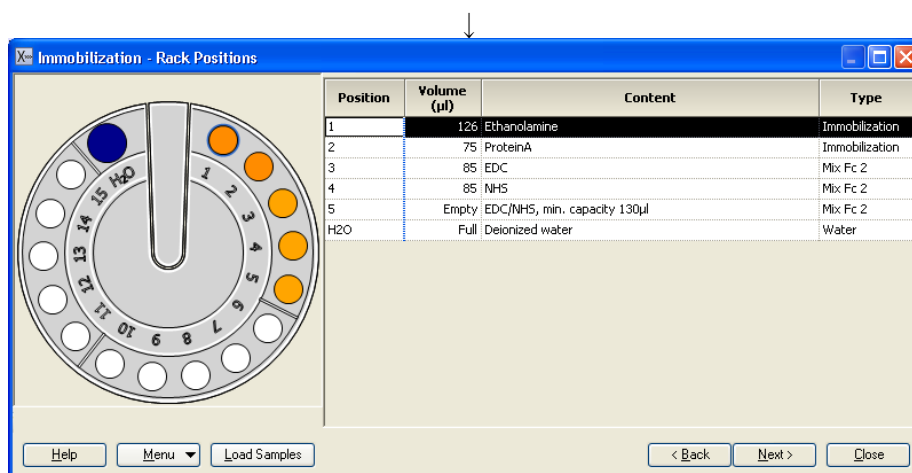 ↓
Immobilization - Rack Positions
Position Volume (µl) Content Type
1 126 Ethanolamine Immobilization
2 75 ProteinA Immobilization
3 85 EDC Mix Fc 2
4 85 NHS Mix Fc 2
5 Empty EDC/NHS, min. capacity 130µl Mix Fc 2
H2O Full Deionized water Water
H₂O
1
2
3
4
5
6
7
8
9
10
11
12
13
14
15
Help Menu Load Samples < Back Next > Close